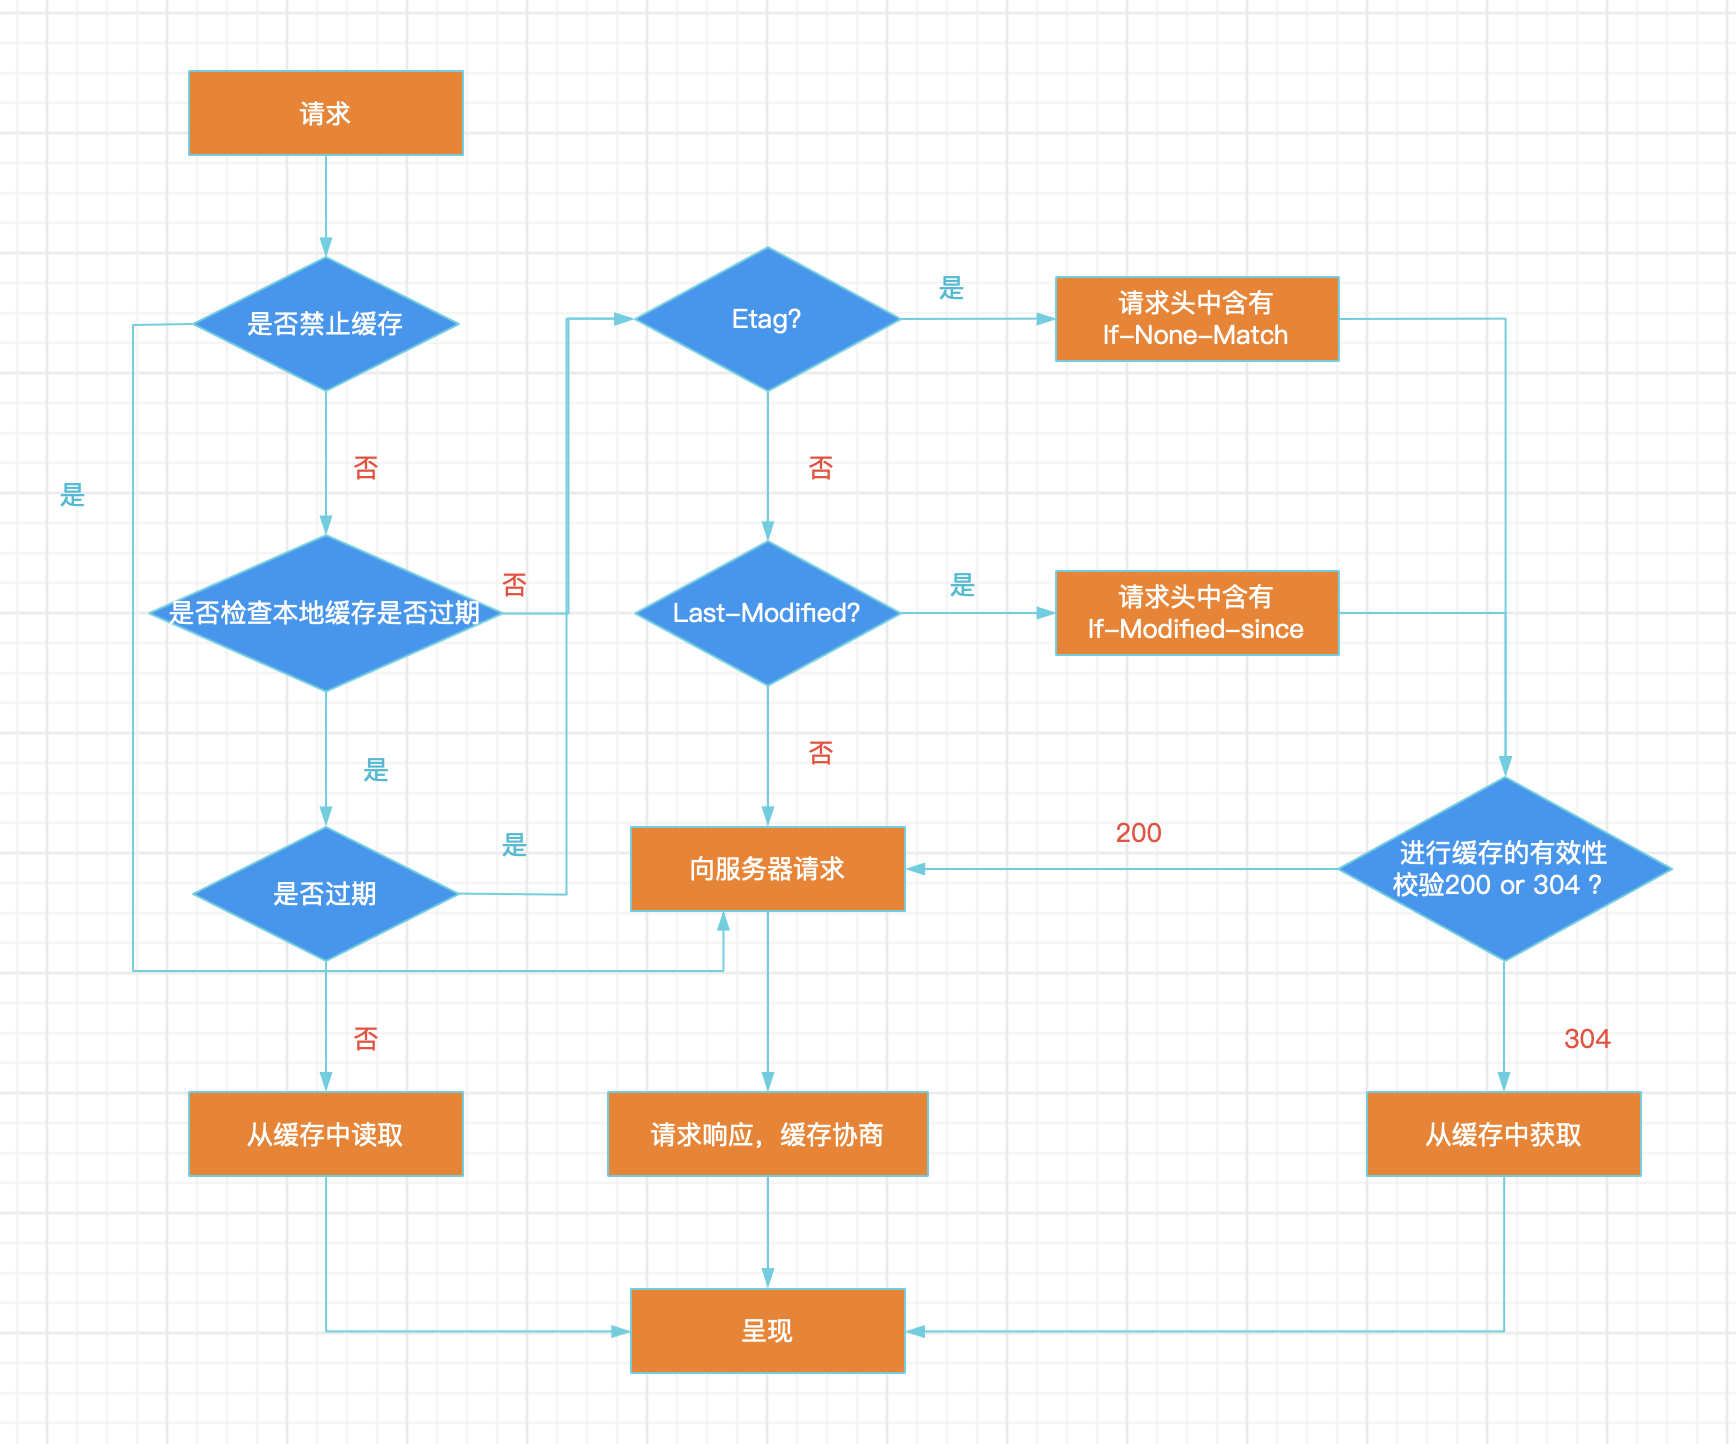 请求
是否禁止缓存
Etag?
是
请求头中含有
If-None-Match
否
否
是
是否检查本地缓存是否过期
否
Last-Modified?
是
请求头中含有
If-Modified-since
是
否
是否过期
是
向服务器请求
200
进行缓存的有效性
校验200 or 304 ?
否
304
从缓存中读取
请求响应，缓存协商
从缓存中获取
呈现